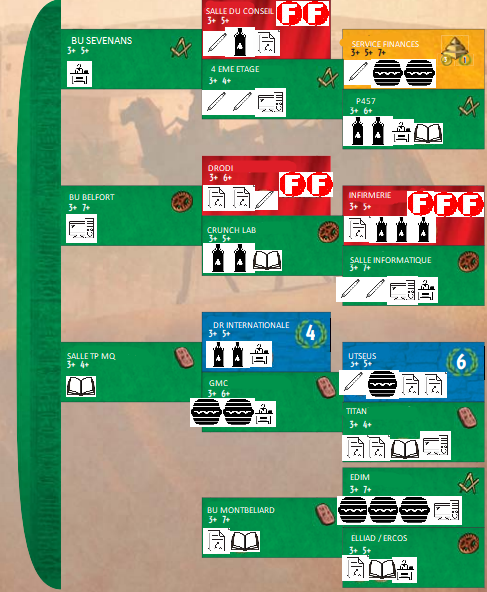 BU SEVENANS
3+ 5+
SALLE DU CONSEIL
3+ 5+
F F
4 EME ETAGE
3+ 4+
SERVICE FINANCES
3+ 5+ 7+
P457
3+ 6+
BU BELFORT
3+ 7+
DRODI
3+ 6+
F F
CRUNCH LAB
3+ 5+
INFIRMERIE
3+ 5+
F F F
SALLE INFORMATIQUE
5+ 7+
SALLE TP MQ
3+ 4+
DR INTERNATIONALE
3+ 5+
4
GMC
3+ 6+
UTSEUS
5+ 5+
6
TITAN
3+ 4+
BU MONTBELIARD
3+ 7+
EDIM
3+ 7+
ELLIAD / ERCOS
3+ 5+